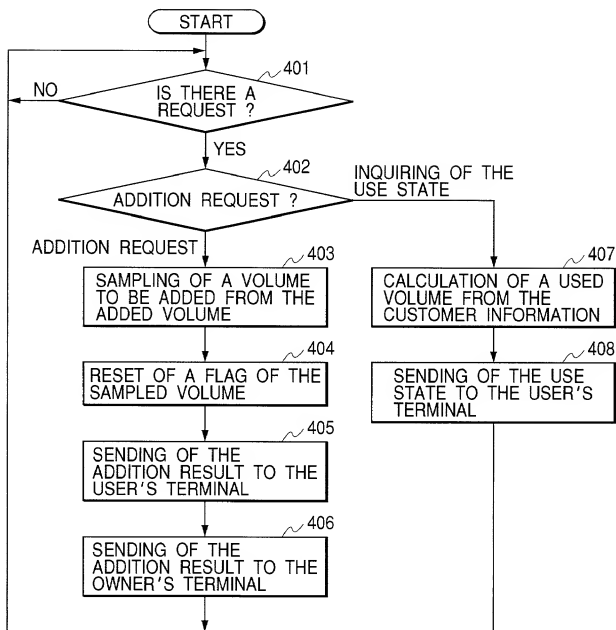 START
401
IS THERE A
REQUEST ?
NO
YES
402
ADDITION REQUEST ?
INQUIRING OF THE
USE STATE
ADDITION REQUEST
403
SAMPLING OF A VOLUME
TO BE ADDED FROM THE
ADDED VOLUME
404
RESET OF A FLAG OF THE
SAMPLED VOLUME
405
SENDING OF THE
ADDITION RESULT TO THE
USER'S TERMINAL
406
SENDING OF THE
ADDITION RESULT TO THE
OWNER'S TERMINAL
407
CALCULATION OF A USED
VOLUME FROM THE
CUSTOMER INFORMATION
408
SENDING OF THE USE
STATE TO THE USER'S
TERMINAL